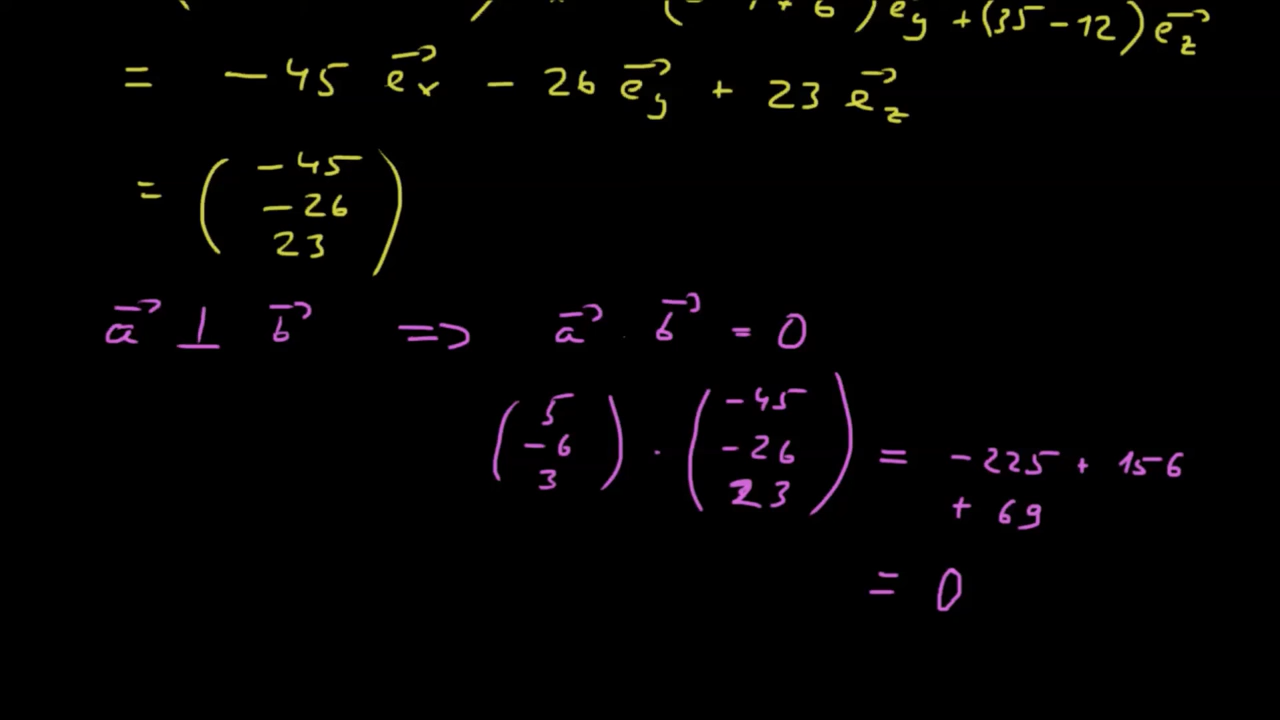 + 6 ) e⃗y + (35 - 12) e⃗z
= - 45 e⃗x - 26 e⃗y + 23 e⃗z
= ( -45
-26
23 )
a⃗ ⊥ b⃗ => a⃗ · b⃗ = 0
( 5 -6 3 ) · ( -45 -26 23 ) = -225 + 156
+ 69
= 0